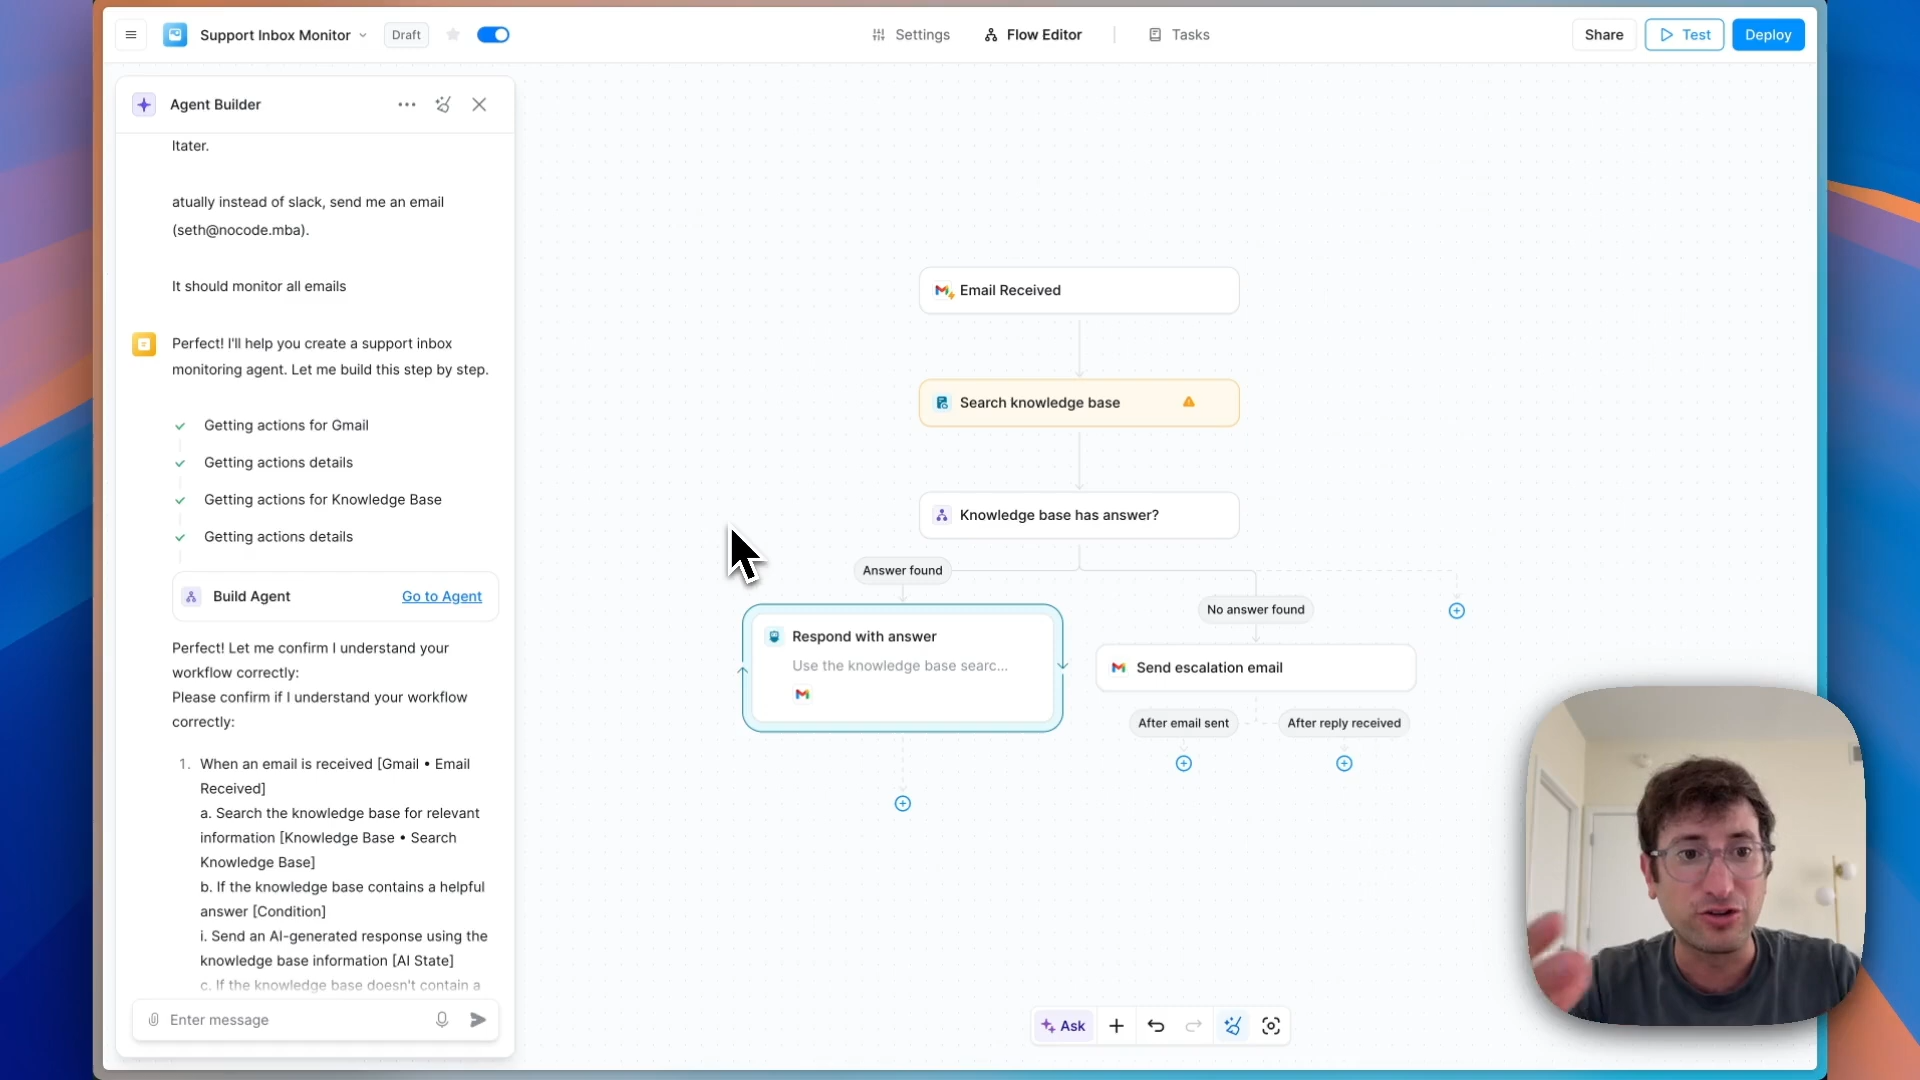 Support Inbox Monitor
Draft
Settings
Flow Editor
Tasks
Share
Test
Deploy
Agent Builder
ltater.
atually instead of slack, send me an email
(seth@nocode.mba).
It should monitor all emails
Perfect! I'll help you create a support inbox
monitoring agent. Let me build this step by step.
Getting actions for Gmail
Getting actions details
Getting actions for Knowledge Base
Getting actions details
Build Agent
Go to Agent
Perfect! Let me confirm I understand your
workflow correctly:
Please confirm if I understand your workflow
correctly:
1. When an email is received [Gmail • Email
Received]
a. Search the knowledge base for relevant
information [Knowledge Base • Search
Knowledge Base]
b. If the knowledge base contains a helpful
answer [Condition]
i. Send an AI-generated response using the
knowledge base information [AI State]
c. If the knowledge base doesn't contain a
Enter message
Email Received
Search knowledge base
Knowledge base has answer?
Answer found
No answer found
Respond with answer
Use the knowledge base searc...
Send escalation email
After email sent
After reply received
Ask